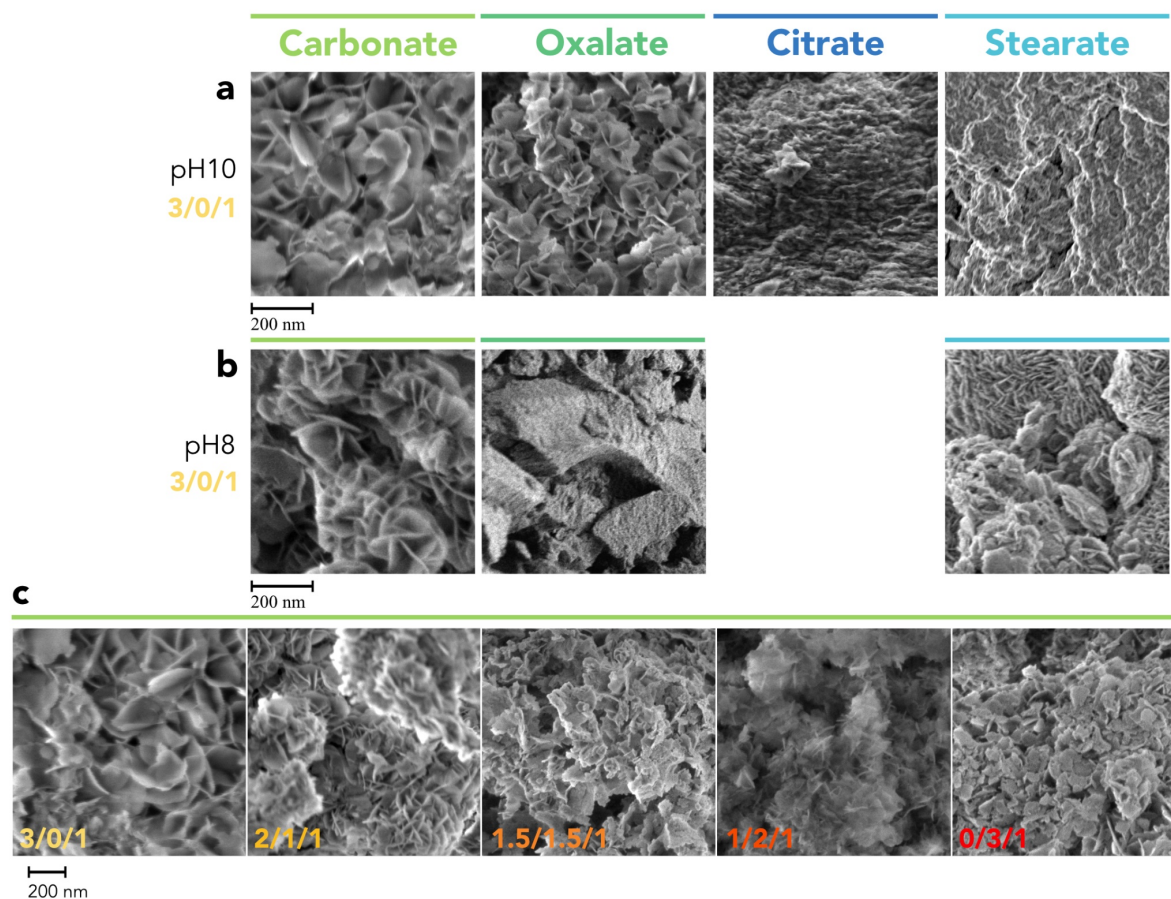 Carbonate Oxalate Citrate Stearate
a
pH10
3/0/1
200 nm
b
pH8
3/0/1
200 nm
c
3/0/1 2/1/1 1.5/1.5/1 1/2/1 0/3/1
200 nm